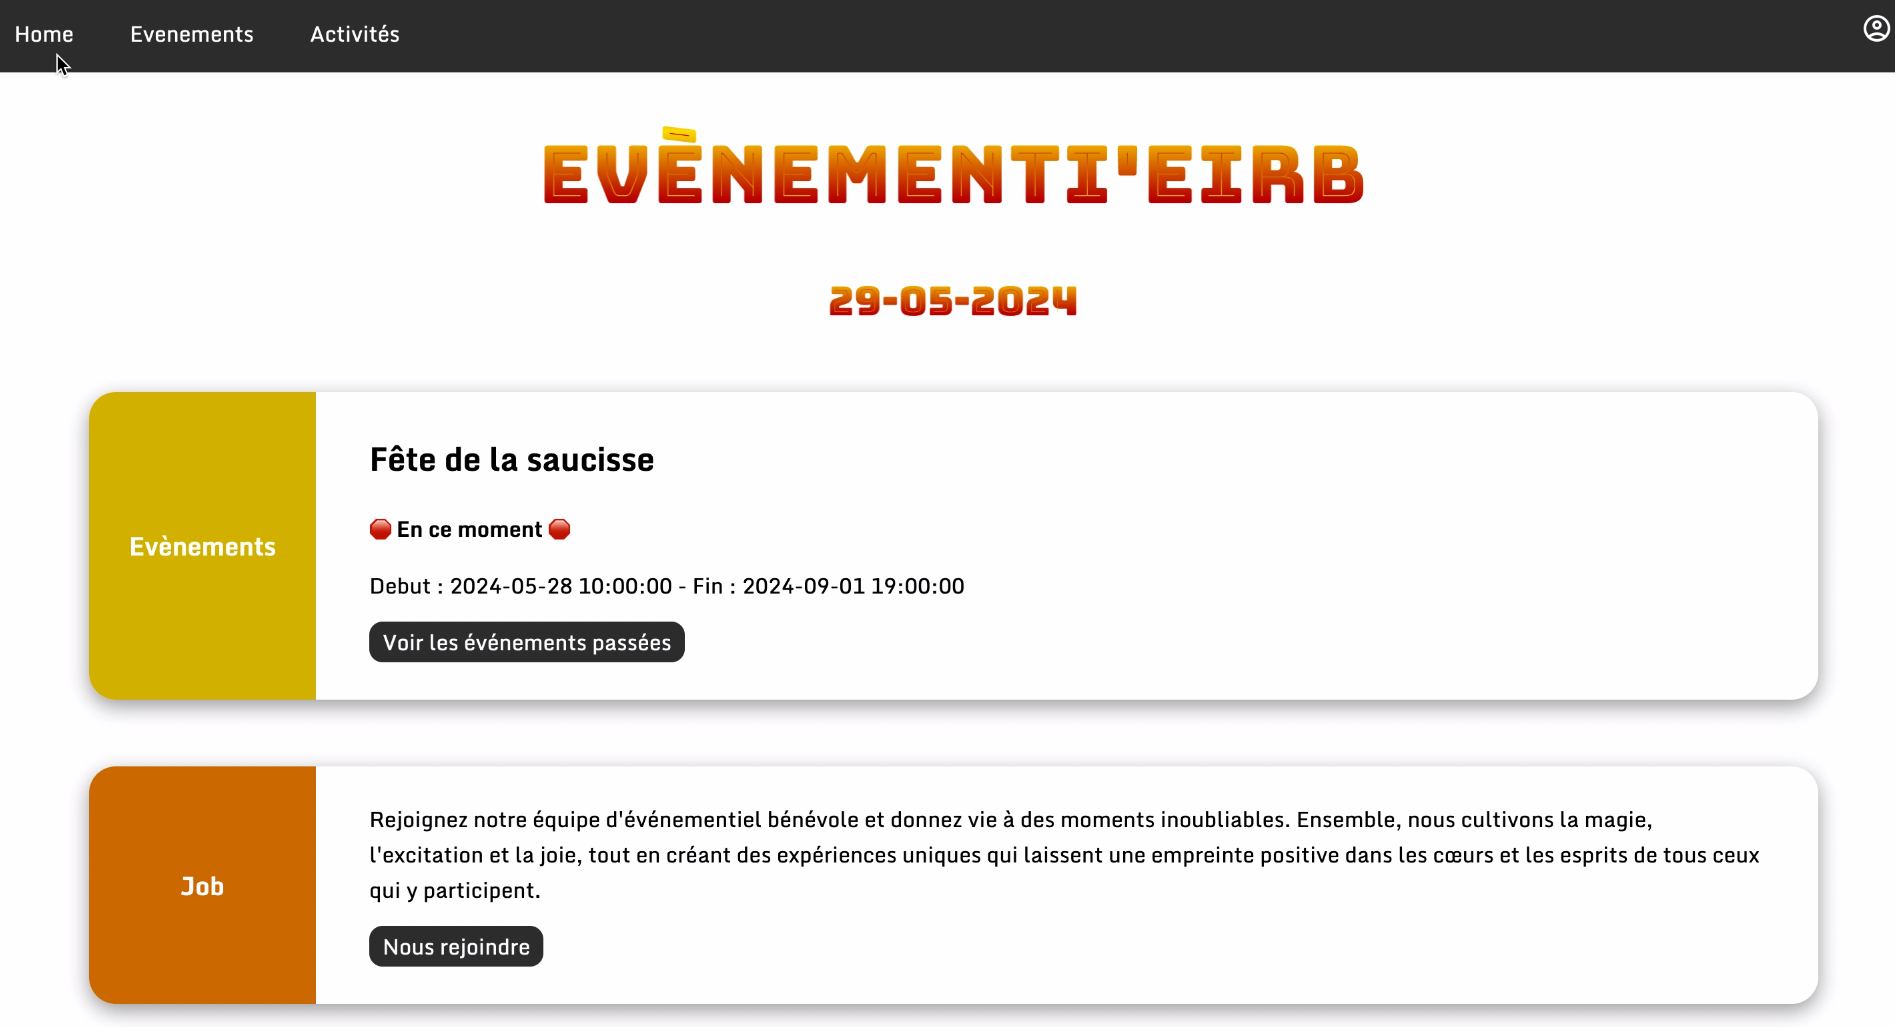 Home Evenements Activités
EVÈNEMENTI'EIRB
29-05-2024
Evènements
Fête de la saucisse
🛑 En ce moment 🛑
Debut : 2024-05-28 10:00:00 - Fin : 2024-09-01 19:00:00
Voir les événements passées
Job
Rejoignez notre équipe d'événementiel bénévole et donnez vie à des moments inoubliables. Ensemble, nous cultivons la magie,
l'excitation et la joie, tout en créant des expériences uniques qui laissent une empreinte positive dans les cœurs et les esprits de tous ceux
qui y participent.
Nous rejoindre